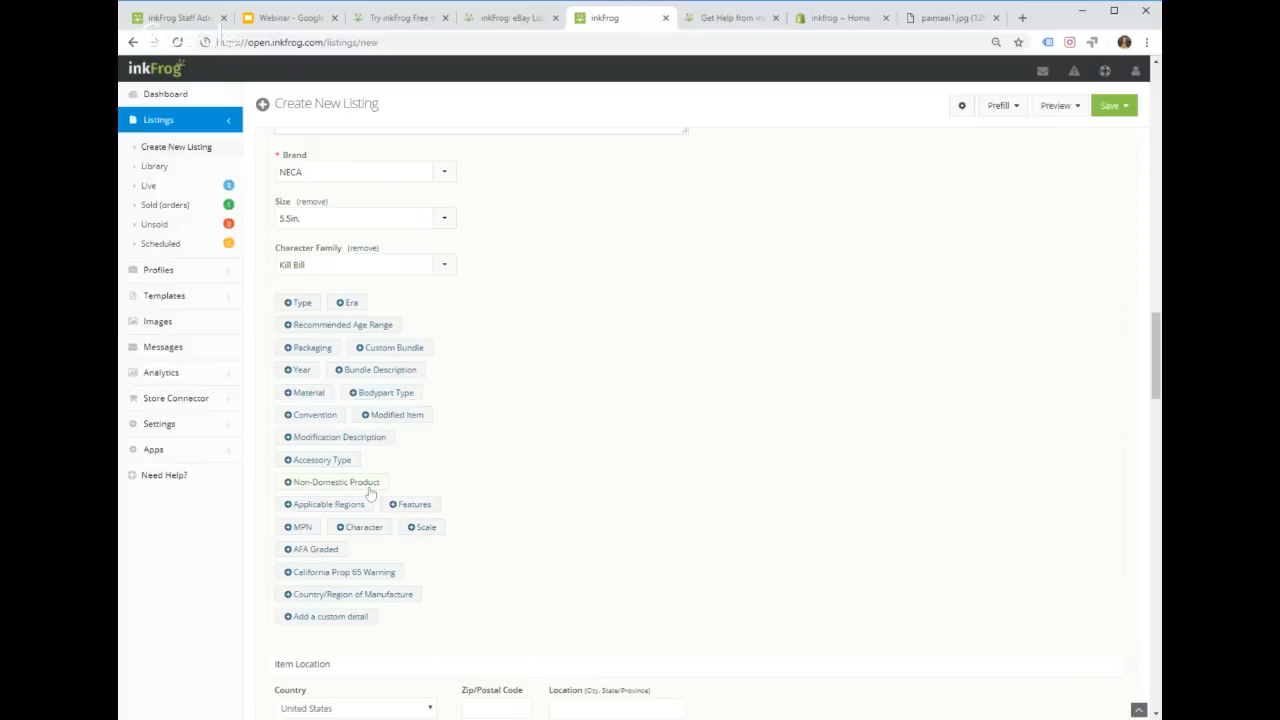 inkFrog Staff Adm
Webinar - Google
Try inkFrog Free
inkFrog: eBay Lis
inkFrog
Get Help from
inkfrog ~ Home
open.inkfrog.com/listings/new
inkFrog
Dashboard
Create New Listing
Prefill
Preview
Save
Listings
Create New Listing
Library
Live 8
Sold (orders) 1
Unsold 0
Scheduled 0
Profiles
Templates
Images
Messages
Analytics
Store Connector
Settings
Apps
Need Help?
* Brand
NECA
Size (remove)
5.5in.
Character Family (remove)
Kill Bill
Type Era
Recommended Age Range
Packaging Custom Bundle
Year Bundle Description
Material Bodypart Type
Convention Modified Item
Modification Description
Accessory Type
Non-Domestic Product
Applicable Regions Features
MPN Character Scale
AFA Graded
California Prop 65 Warning
Country/Region of Manufacture
Add a custom detail
Item Location
Country Zip/Postal Code Location (City, State/Province)
United States